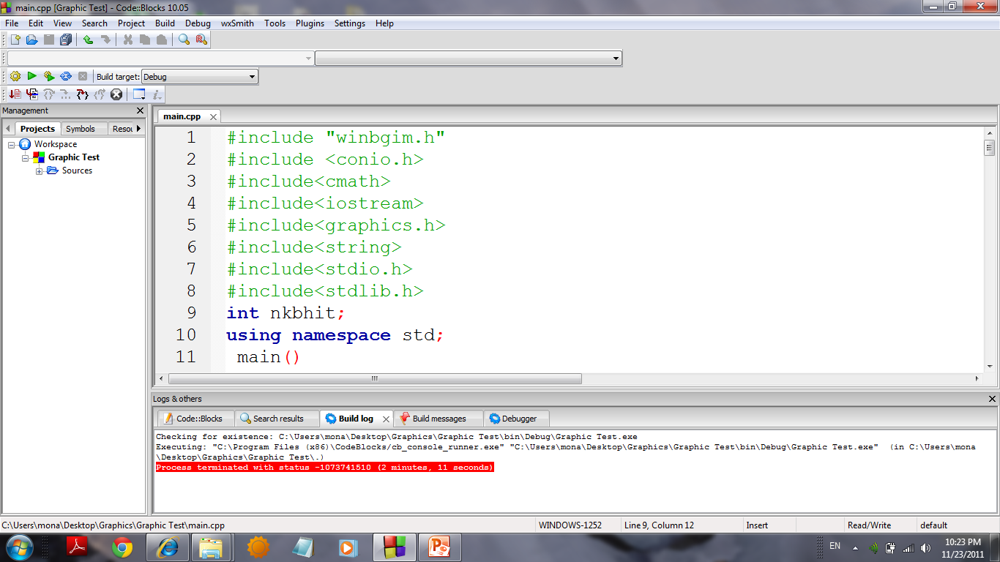 main.cpp [Graphic Test] - Code::Blocks 10.05
File Edit View Search Project Build Debug wxSmith Tools Plugins Settings Help
Build target: Debug
Management
main.cpp
Projects Symbols Resou
Workspace
Graphic Test
Sources
1 #include "winbgim.h"
2 #include <conio.h>
3 #include<cmath>
4 #include<iostream>
5 #include<graphics.h>
6 #include<string>
7 #include<stdio.h>
8 #include<stdlib.h>
9 int nkbhit;
10 using namespace std;
11 main()
Logs & others
Code::Blocks Search results Build log Build messages Debugger
Checking for existence: C:\Users\mona\Desktop\Graphics\Graphic Test\bin\Debug\Graphic Test.exe
Executing: "C:\Program Files (x86)\CodeBlocks/cb_console_runner.exe" "C:\Users\mona\Desktop\Graphics\Graphic Test\bin\Debug\Graphic Test.exe"  (in C:\Users\mona
\Desktop\Graphics\Graphic Test\.)
Process terminated with status -1073741510 (2 minutes, 11 seconds)
C:\Users\mona\Desktop\Graphics\Graphic Test\main.cpp WINDOWS-1252 Line 9, Column 12 Insert Read/Write default
EN 10:23 PM
11/23/2011